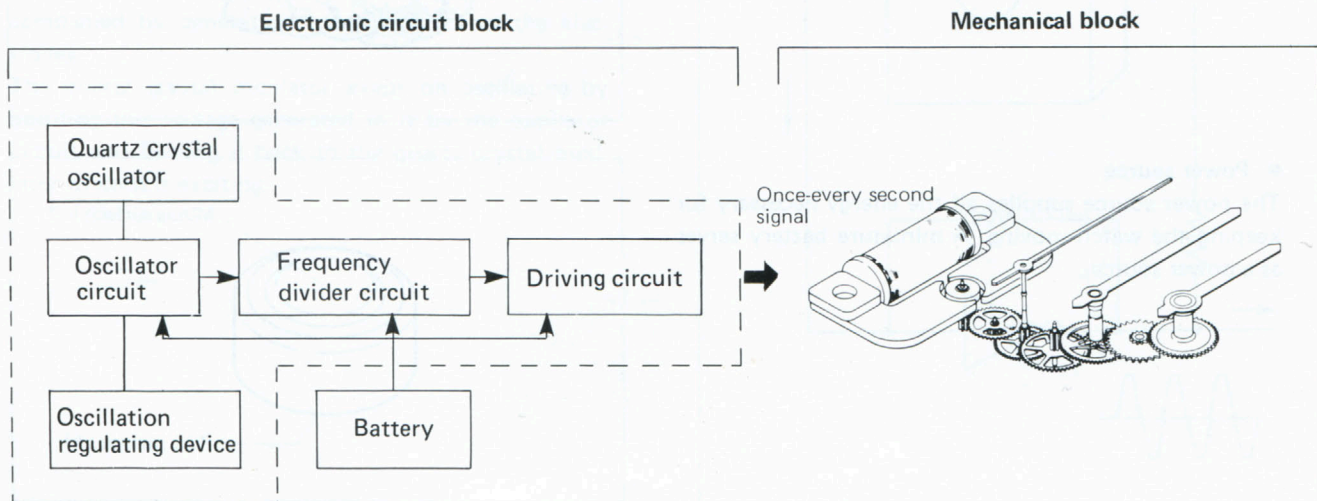 Electronic circuit block
Mechanical block
Quartz crystal
oscillator
Once-every second
signal
Oscillator
circuit
Frequency
divider circuit
Driving circuit
Oscillation
regulating device
Battery